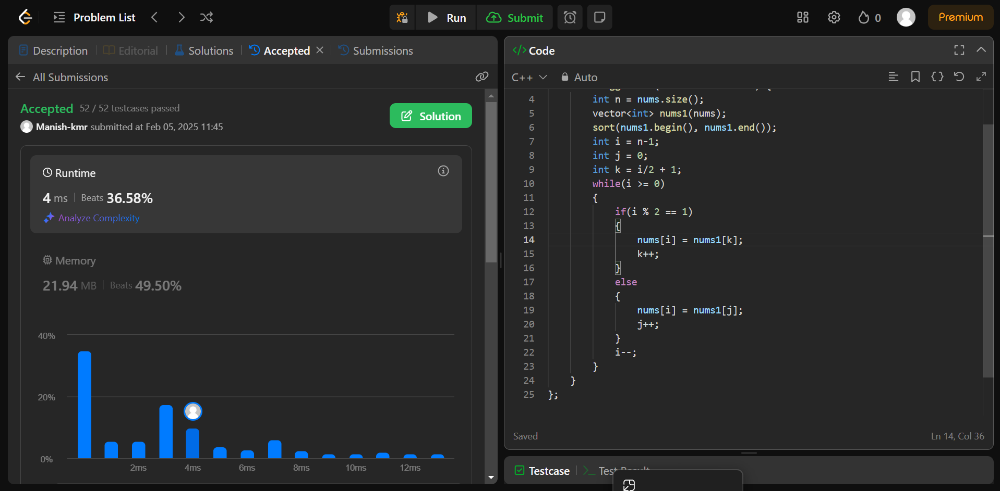 Problem List
Run
Submit
0
Premium
Description
Editorial
Solutions
Accepted
Submissions
All Submissions
Accepted 52 / 52 testcases passed
Manish-kmr submitted at Feb 05, 2025 11:45
Solution
Runtime
4 ms | Beats 36.58%
Analyze Complexity
Memory
21.94 MB | Beats 49.50%
40%
20%
0%
2ms 4ms 6ms 8ms 10ms 12ms
</> Code
C++ Auto
4 int n = nums.size();
5 vector<int> nums1(nums);
6 sort(nums1.begin(), nums1.end());
7 int i = n-1;
8 int j = 0;
9 int k = i/2 + 1;
10 while(i >= 0)
11 {
12 if(i % 2 == 1)
13 {
14 nums[i] = nums1[k];
15 k++;
16 }
17 else
18 {
19 nums[i] = nums1[j];
20 j++;
21 }
22 i--;
23 }
24 }
25 };
Saved
Ln 14, Col 36
Testcase
Test Result